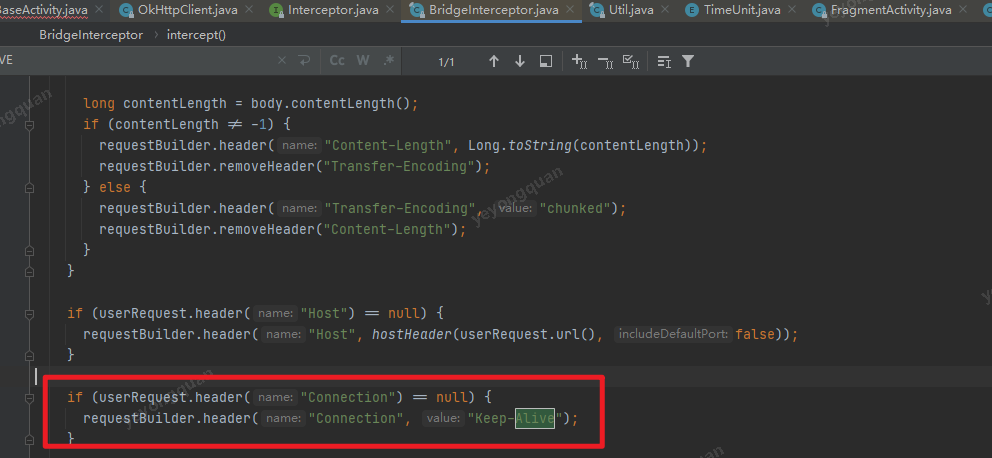 BaseActivity.java OkHttpClient.java Interceptor.java BridgeInterceptor.java Util.java TimeUnit.java FragmentActivity.java
BridgeInterceptor intercept()
VE Cc W .* 1/1
long contentLength = body.contentLength();
if (contentLength ≠ -1) {
requestBuilder.header( name: "Content-Length", Long.toString(contentLength));
requestBuilder.removeHeader("Transfer-Encoding");
} else {
requestBuilder.header( name: "Transfer-Encoding", value: "chunked");
requestBuilder.removeHeader("Content-Length");
}
}
if (userRequest.header( name: "Host") == null) {
requestBuilder.header( name: "Host", hostHeader(userRequest.url(), includeDefaultPort: false));
}
if (userRequest.header( name: "Connection") == null) {
requestBuilder.header( name: "Connection", value: "Keep-Alive");
}
yeyongquan